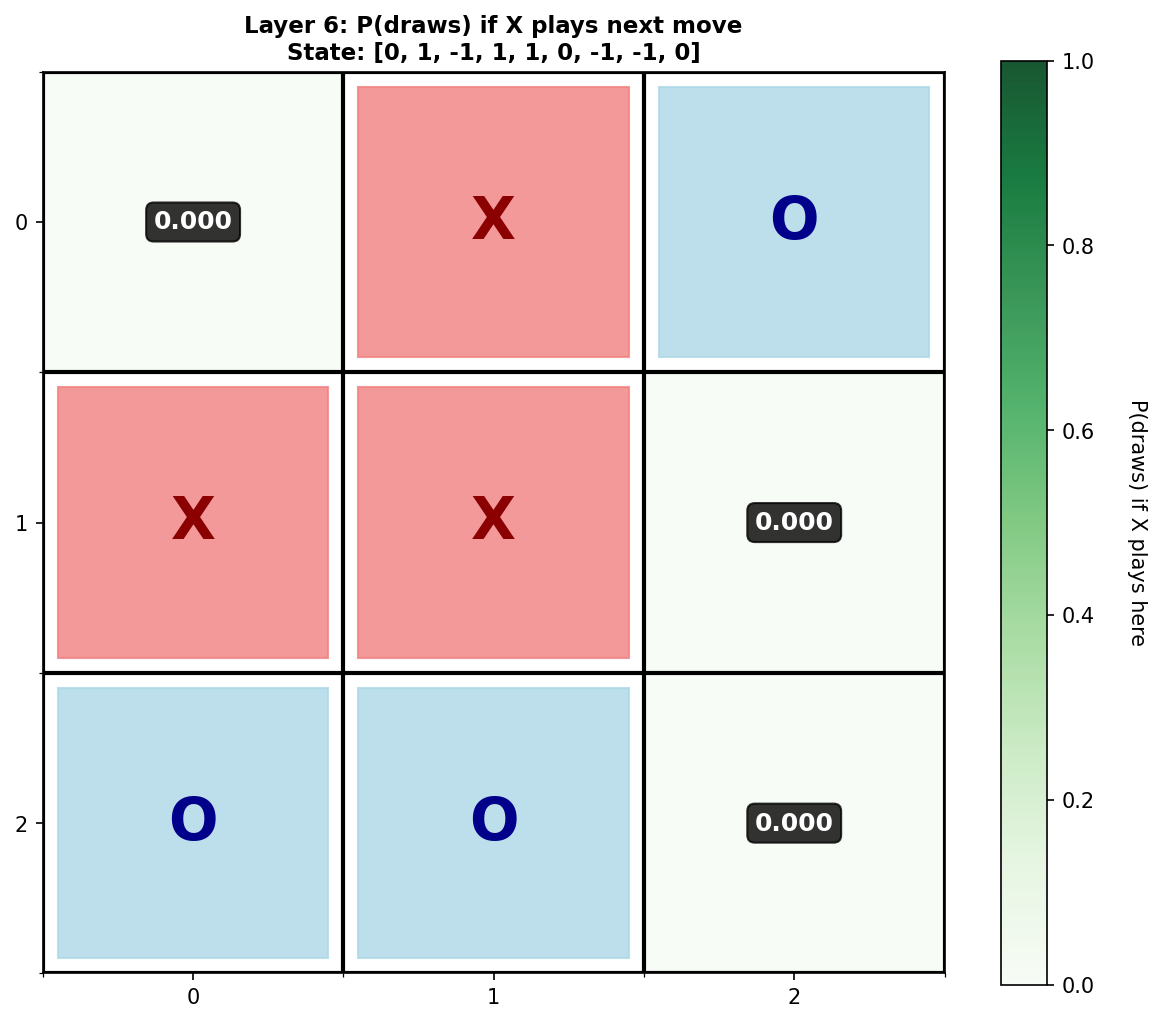 Layer 6: P(draws) if X plays next move
State: [0, 1, -1, 1, 1, 0, -1, -1, 0]
0
0.000
X
O
1
X
X
0.000
2
O
O
0.000
0
1
2
1.0
0.8
0.6
0.4
0.2
0.0
P(draws) if X plays here